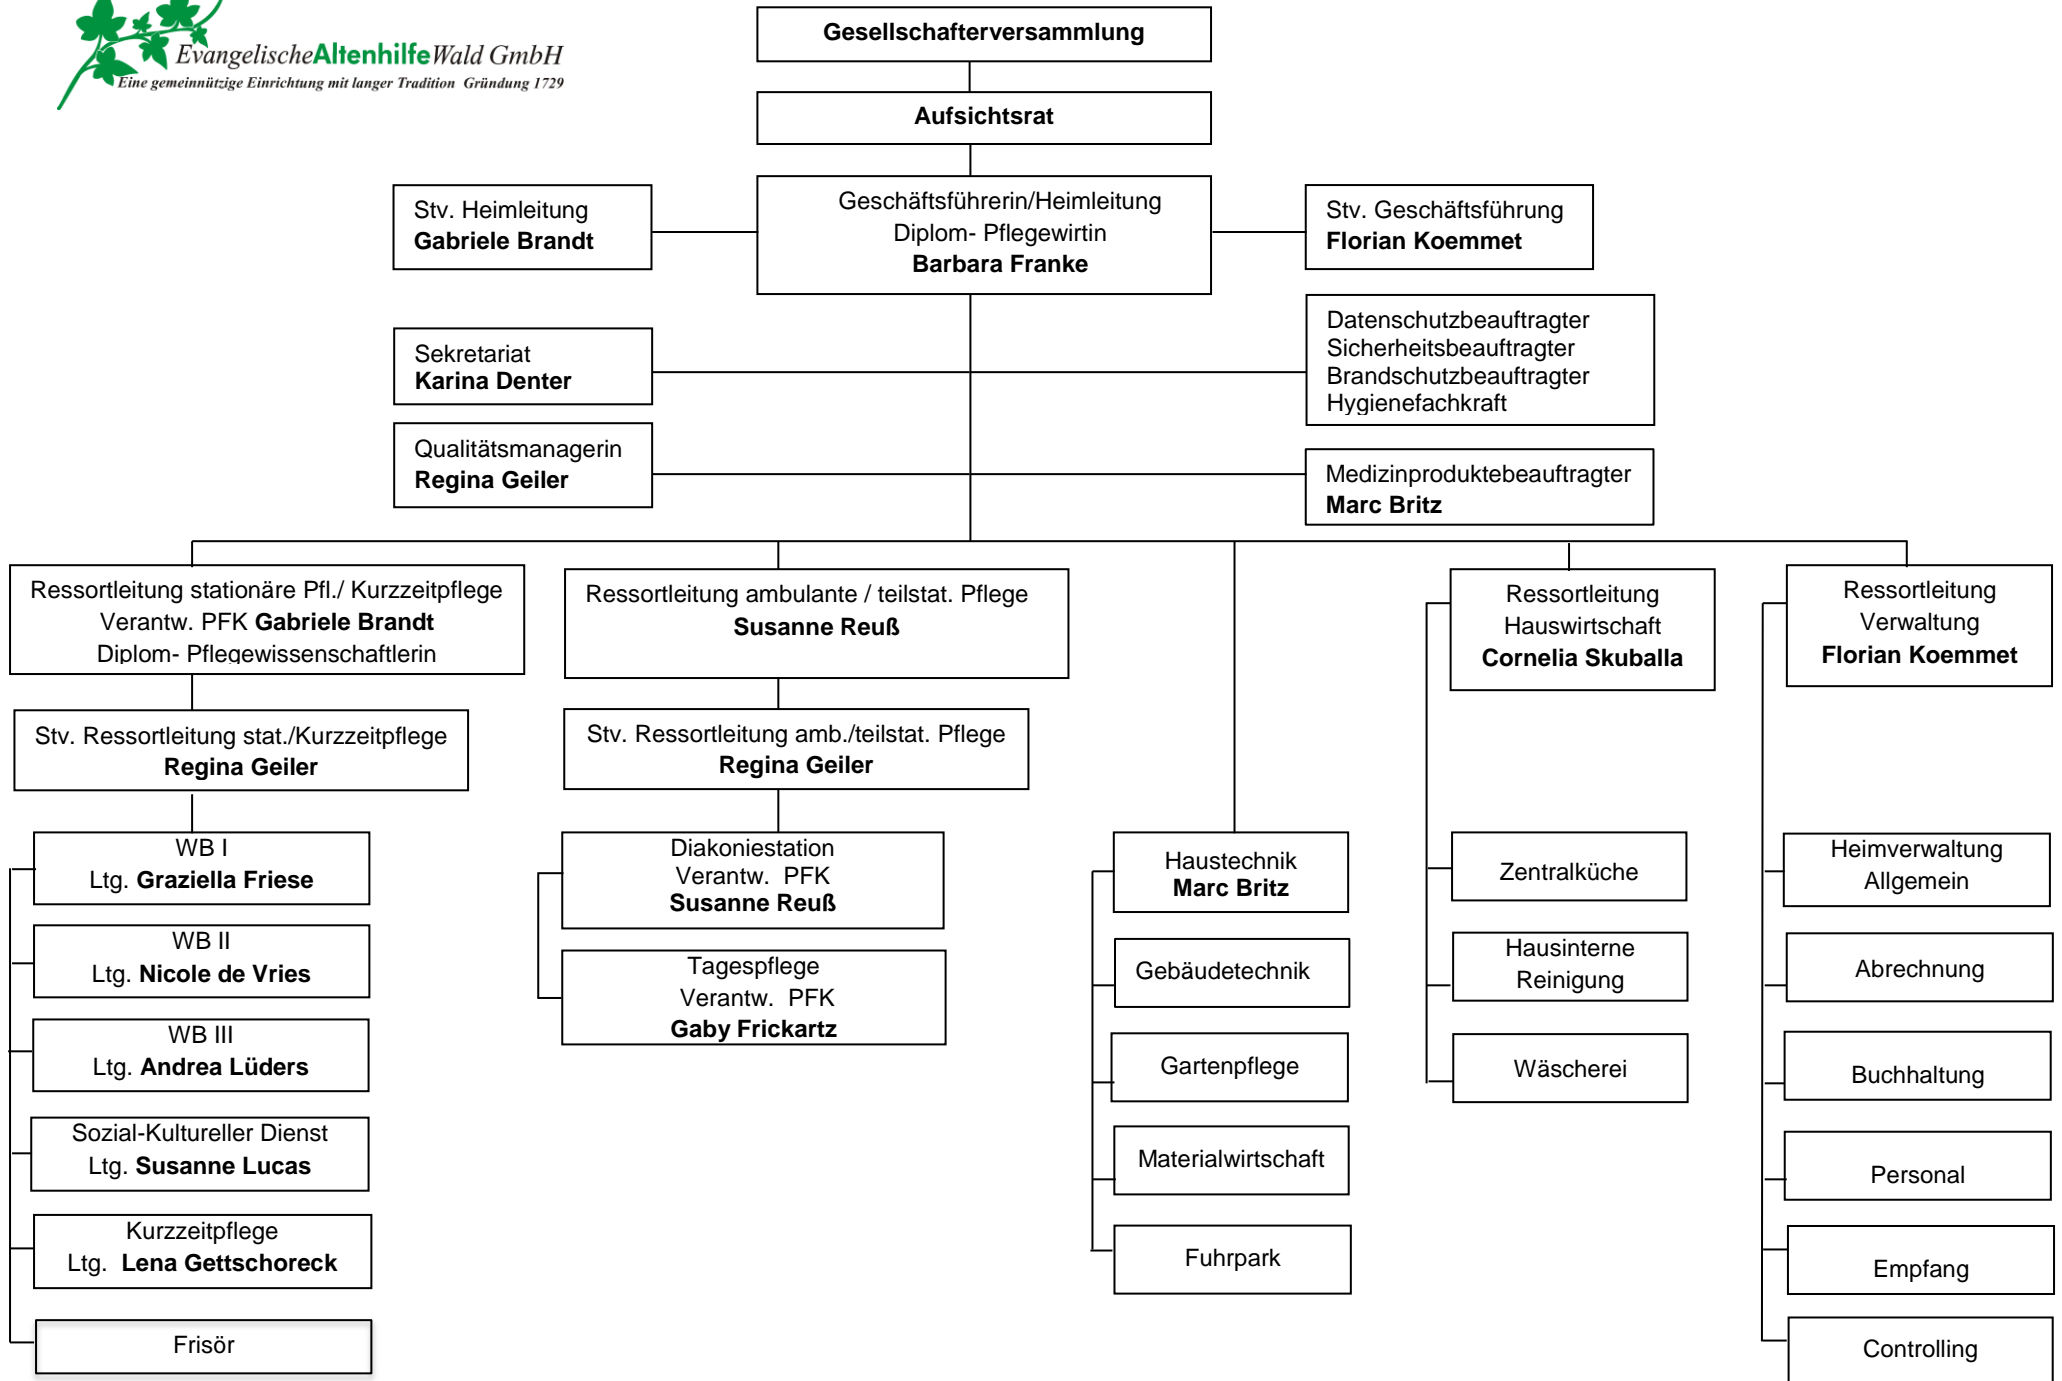 EvangelischeAltenhilfeWald GmbH
Eine gemeinnützige Einrichtung mit langer Tradition Gründung 1729
Gesellschafterversammlung
Aufsichtsrat
Stv. Heimleitung
Gabriele Brandt
Geschäftsführerin/Heimleitung
Diplom- Pflegewirtin
Barbara Franke
Stv. Geschäftsführung
Florian Koemmet
Sekretariat
Karina Denter
Datenschutzbeauftragter
Sicherheitsbeauftragter
Brandschutzbeauftragter
Hygienefachkraft
Qualitätsmanagerin
Regina Geiler
Medizinproduktebeauftragter
Marc Britz
Ressortleitung stationäre Pfl./ Kurzzeitpflege
Verantw. PFK Gabriele Brandt
Diplom- Pflegewissenschaftlerin
Ressortleitung ambulante / teilstat. Pflege
Susanne Reuß
Ressortleitung
Hauswirtschaft
Cornelia Skuballa
Ressortleitung
Verwaltung
Florian Koemmet
Stv. Ressortleitung stat./Kurzzeitpflege
Regina Geiler
Stv. Ressortleitung amb./teilstat. Pflege
Regina Geiler
WB I
Ltg. Graziella Friese
WB II
Ltg. Nicole de Vries
WB III
Ltg. Andrea Lüders
Sozial-Kultureller Dienst
Ltg. Susanne Lucas
Kurzzeitpflege
Ltg. Lena Gettschoreck
Frisör
Diakoniestation
Verantw. PFK
Susanne Reuß
Tagespflege
Verantw. PFK
Gaby Frickartz
Haustechnik
Marc Britz
Gebäudetechnik
Gartenpflege
Materialwirtschaft
Fuhrpark
Zentralküche
Hausinterne
Reinigung
Wäscherei
Heimverwaltung
Allgemein
Abrechnung
Buchhaltung
Personal
Empfang
Controlling